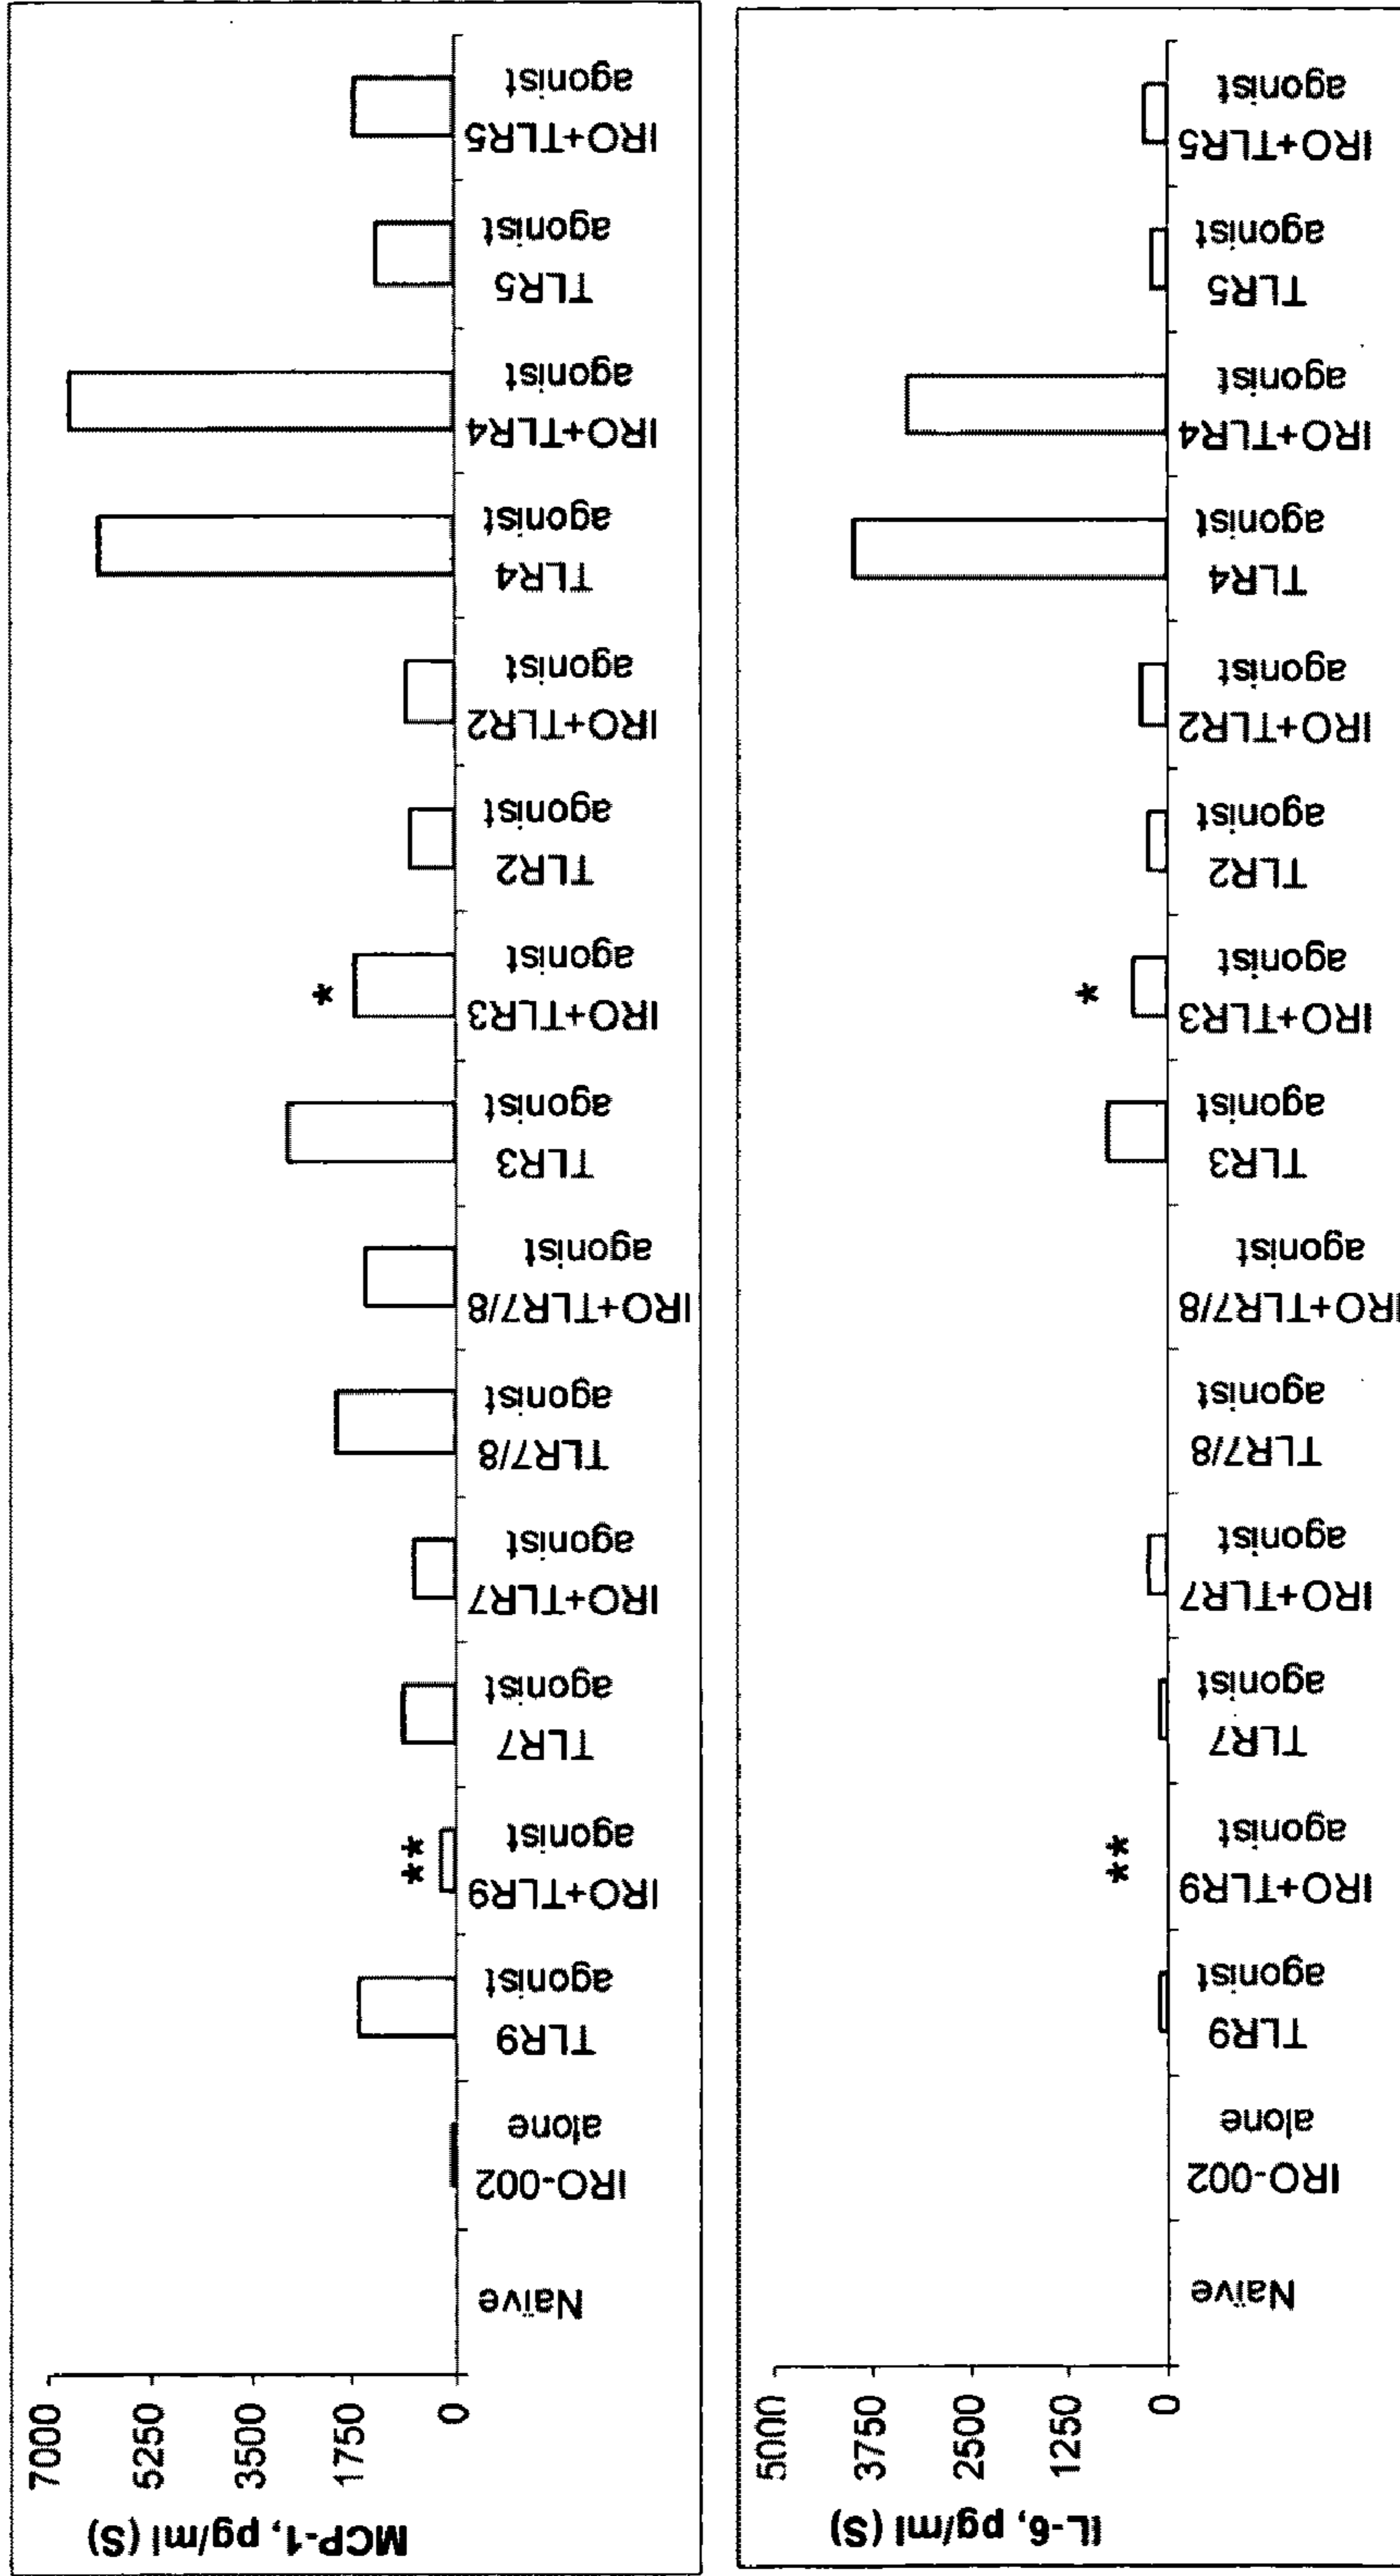 MCP-1, pg/ml (S)
7000
5250
3500
1750
0
Naïve
IRO-002
alone
TLR9
agonist
**
IRO+TLR9
agonist
TLR7
agonist
IRO+TLR7
agonist
TLR7/8
agonist
IRO+TLR7/8
agonist
TLR3
agonist
*
IRO+TLR3
agonist
TLR2
agonist
IRO+TLR2
agonist
TLR4
agonist
IRO+TLR4
agonist
TLR5
agonist
IRO+TLR5
agonist
IL-6, pg/ml (S)
5000
3750
2500
1250
0
Naïve
IRO-002
alone
TLR9
agonist
**
IRO+TLR9
agonist
TLR7
agonist
IRO+TLR7
agonist
TLR7/8
agonist
IRO+TLR7/8
agonist
TLR3
agonist
*
IRO+TLR3
agonist
TLR2
agonist
IRO+TLR2
agonist
TLR4
agonist
IRO+TLR4
agonist
TLR5
agonist
IRO+TLR5
agonist